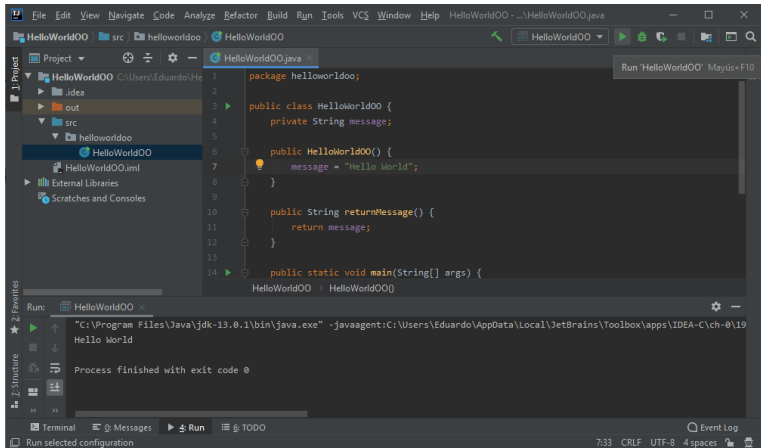 File Edit View Navigate Code Analyze Refactor Build Run Tools VCS Window Help HelloWorldOO - ...\HelloWorldOO.java
HelloWorldOO src helloworldoo HelloWorldOO HelloWorldOO
Run 'HelloWorldOO' Mayús+F10
1: Project
Project
HelloWorldOO C:\Users\Eduardo\He
.idea
out
src
helloworldoo
HelloWorldOO
HelloWorldOO.iml
External Libraries
Scratches and Consoles
HelloWorldOO.java
1 package helloworldoo;
2
3 public class HelloWorldOO {
4 private String message;
5
6 public HelloWorldOO() {
7 message = "Hello World";
8 }
9
10 public String returnMessage() {
11 return message;
12 }
13
14 public static void main(String[] args) {
HelloWorldOO HelloWorldOO()
2: Favorites
7: Structure
Run: HelloWorldOO
"C:\Program Files\Java\jdk-13.0.1\bin\java.exe" -javaagent:C:\Users\Eduardo\AppData\Local\JetBrains\Toolbox\apps\IDEA-C\ch-0\19
Hello World
Process finished with exit code 0
Terminal 0: Messages 4: Run 6: TODO Event Log
Run selected configuration 7:33 CRLF UTF-8 4 spaces